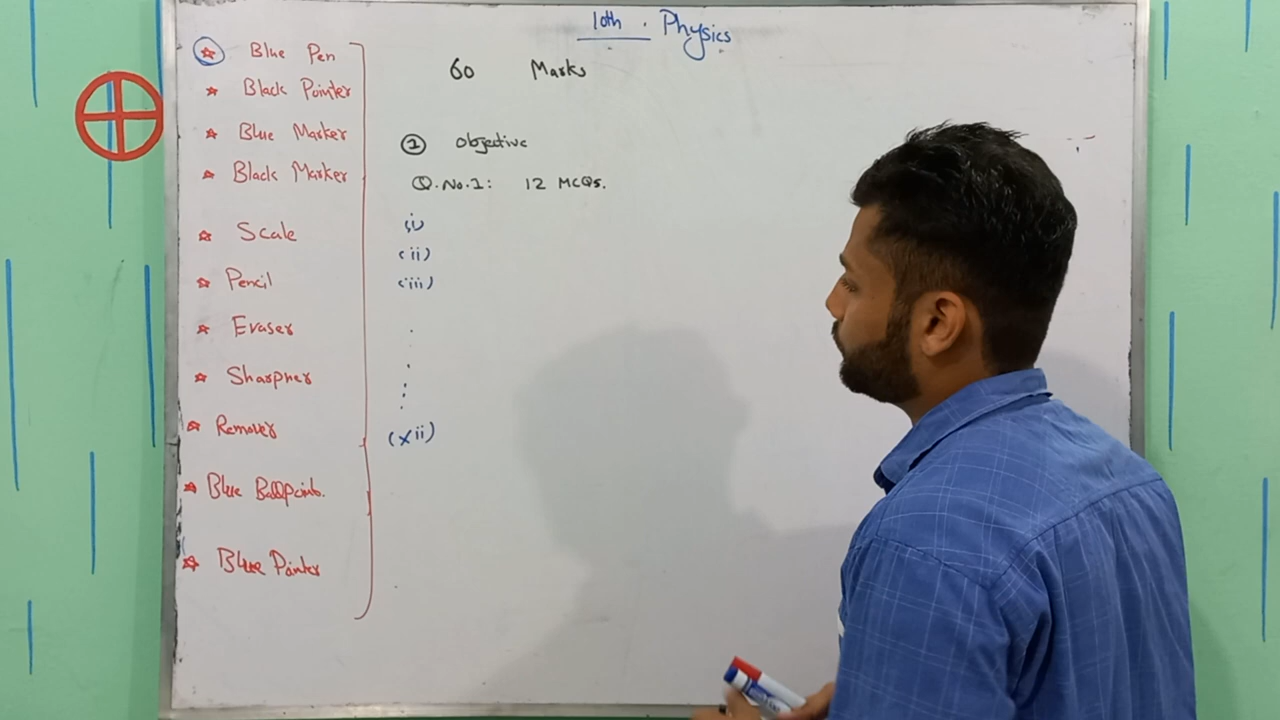 10th . Physics
☆ Blue Pen
☆ Black Pointer
☆ Blue Marker
☆ Black Marker
☆ Scale
☆ Pencil
☆ Eraser
☆ Sharpner
☆ Remover
☆ Blue Ballpoint.
☆ Blue Pointer
60 Marks
① Objective
Q.No.1: 12 MCQs.
(i)
(ii)
(iii)
(xii)